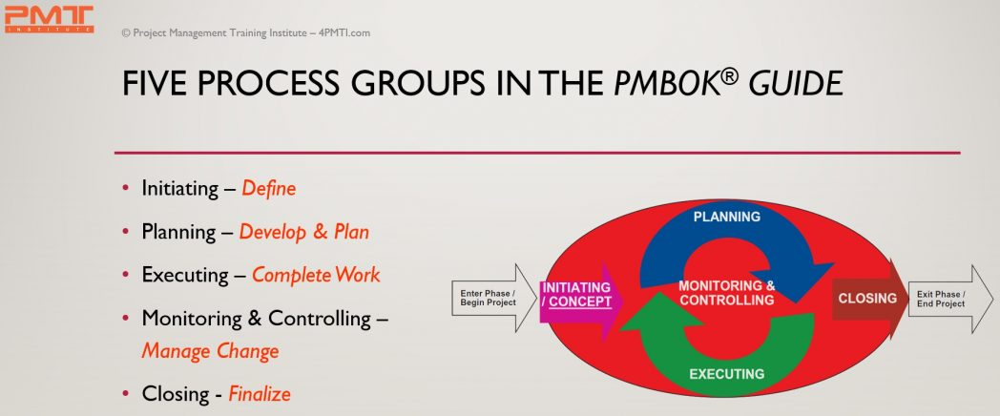 PMT
INSTITUTE
© Project Management Training Institute – 4PMTI.com
FIVE PROCESS GROUPS IN THE PMBOK® GUIDE
• Initiating – Define
• Planning – Develop & Plan
• Executing – Complete Work
• Monitoring & Controlling –
Manage Change
• Closing - Finalize
Enter Phase /
Begin Project
INITIATING
/ CONCEPT
PLANNING
MONITORING &
CONTROLLING
EXECUTING
CLOSING
Exit Phase /
End Project